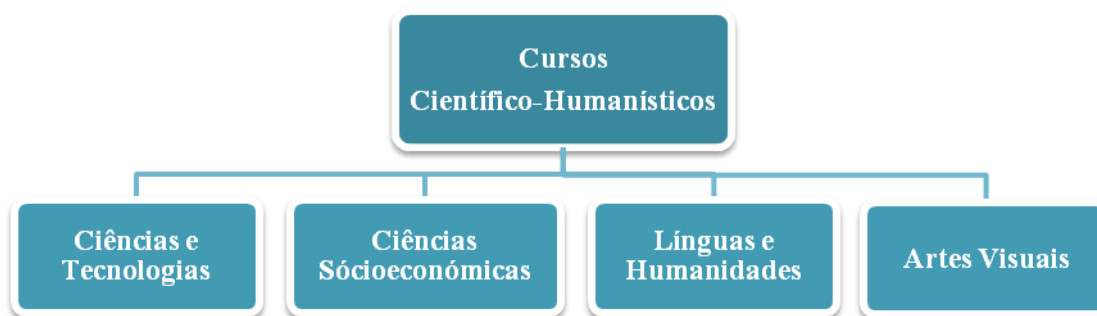 Cursos
Científico-Humanísticos
Ciências e
Tecnologias
Ciências
Sócioeconómicas
Línguas e
Humanidades
Artes Visuais